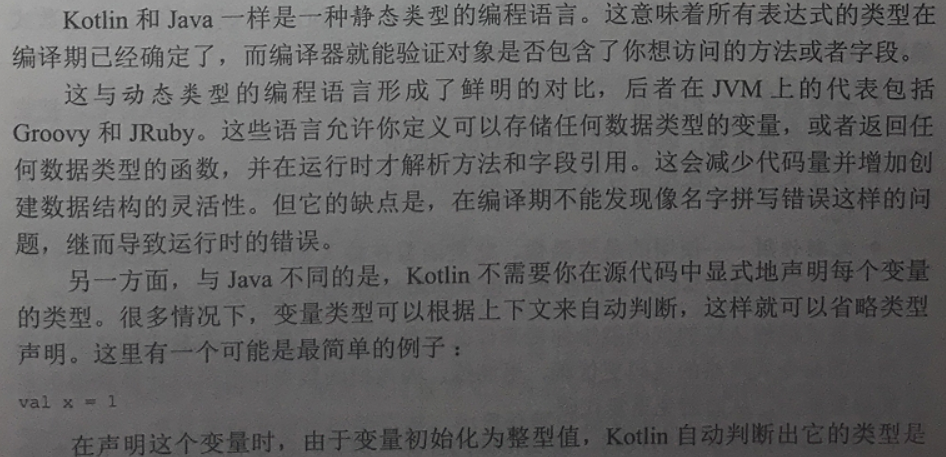 Kotlin 和 Java 一样是一种静态类型的编程语言。这意味着所有表达式的类型在
编译期已经确定了，而编译器就能验证对象是否包含了你想访问的方法或者字段。
这与动态类型的编程语言形成了鲜明的对比，后者在 JVM 上的代表包括
Groovy 和 JRuby。这些语言允许你定义可以存储任何数据类型的变量，或者返回任
何数据类型的函数，并在运行时才解析方法和字段引用。这会减少代码量并增加创
建数据结构的灵活性。但它的缺点是，在编译期不能发现像名字拼写错误这样的问
题，继而导致运行时的错误。
另一方面，与 Java 不同的是，Kotlin 不需要你在源代码中显式地声明每个变量
的类型。很多情况下，变量类型可以根据上下文来自动判断，这样就可以省略类型
声明。这里有一个可能是最简单的例子：
val x = 1
在声明这个变量时，由于变量初始化为整型值，Kotlin 自动判断出它的类型是